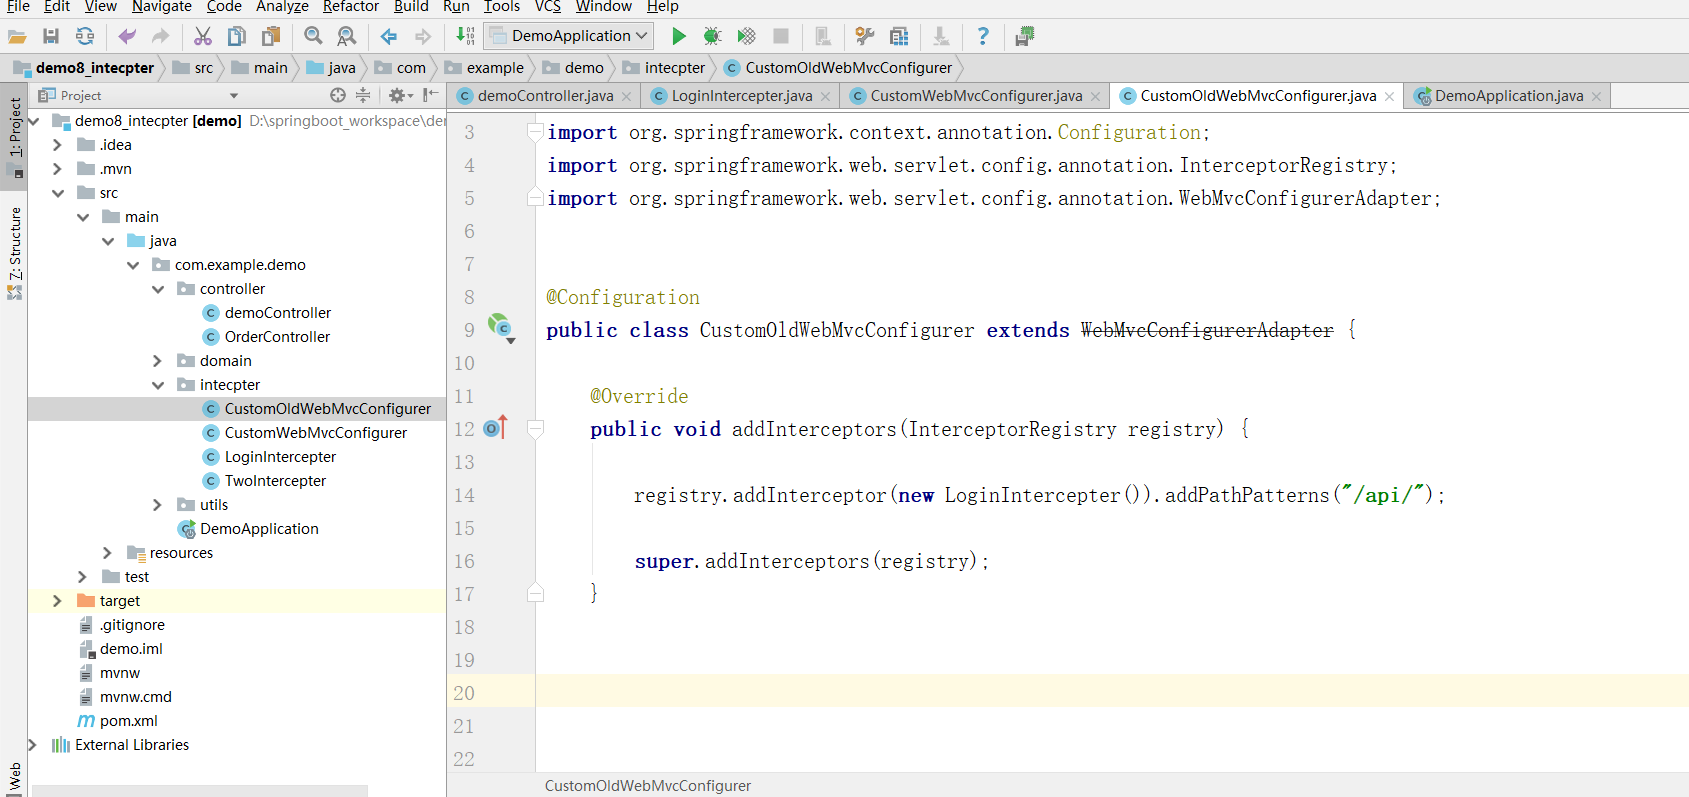 File Edit View Navigate Code Analyze Refactor Build Run Tools VCS Window Help
DemoApplication
demo8_intecpter src main java com example demo intecpter CustomOldWebMvcConfigurer
Project
demoController.java LoginIntercepter.java CustomWebMvcConfigurer.java CustomOldWebMvcConfigurer.java DemoApplication.java
1: Project
Z: Structure
Web
demo8_intecpter [demo] D:\springboot_workspace\der
.idea
.mvn
src
main
java
com.example.demo
controller
demoController
OrderController
domain
intecpter
CustomOldWebMvcConfigurer
CustomWebMvcConfigurer
LoginIntercepter
TwoIntercepter
utils
DemoApplication
resources
test
target
.gitignore
demo.iml
mvnw
mvnw.cmd
pom.xml
External Libraries
3 import org.springframework.context.annotation.Configuration;
4 import org.springframework.web.servlet.config.annotation.InterceptorRegistry;
5 import org.springframework.web.servlet.config.annotation.WebMvcConfigurerAdapter;
6
7
8 @Configuration
9 public class CustomOldWebMvcConfigurer extends WebMvcConfigurerAdapter {
10
11 @Override
12 public void addInterceptors(InterceptorRegistry registry) {
13
14 registry.addInterceptor(new LoginIntercepter()).addPathPatterns("/api/");
15
16 super.addInterceptors(registry);
17 }
18
19
20
21
22
CustomOldWebMvcConfigurer